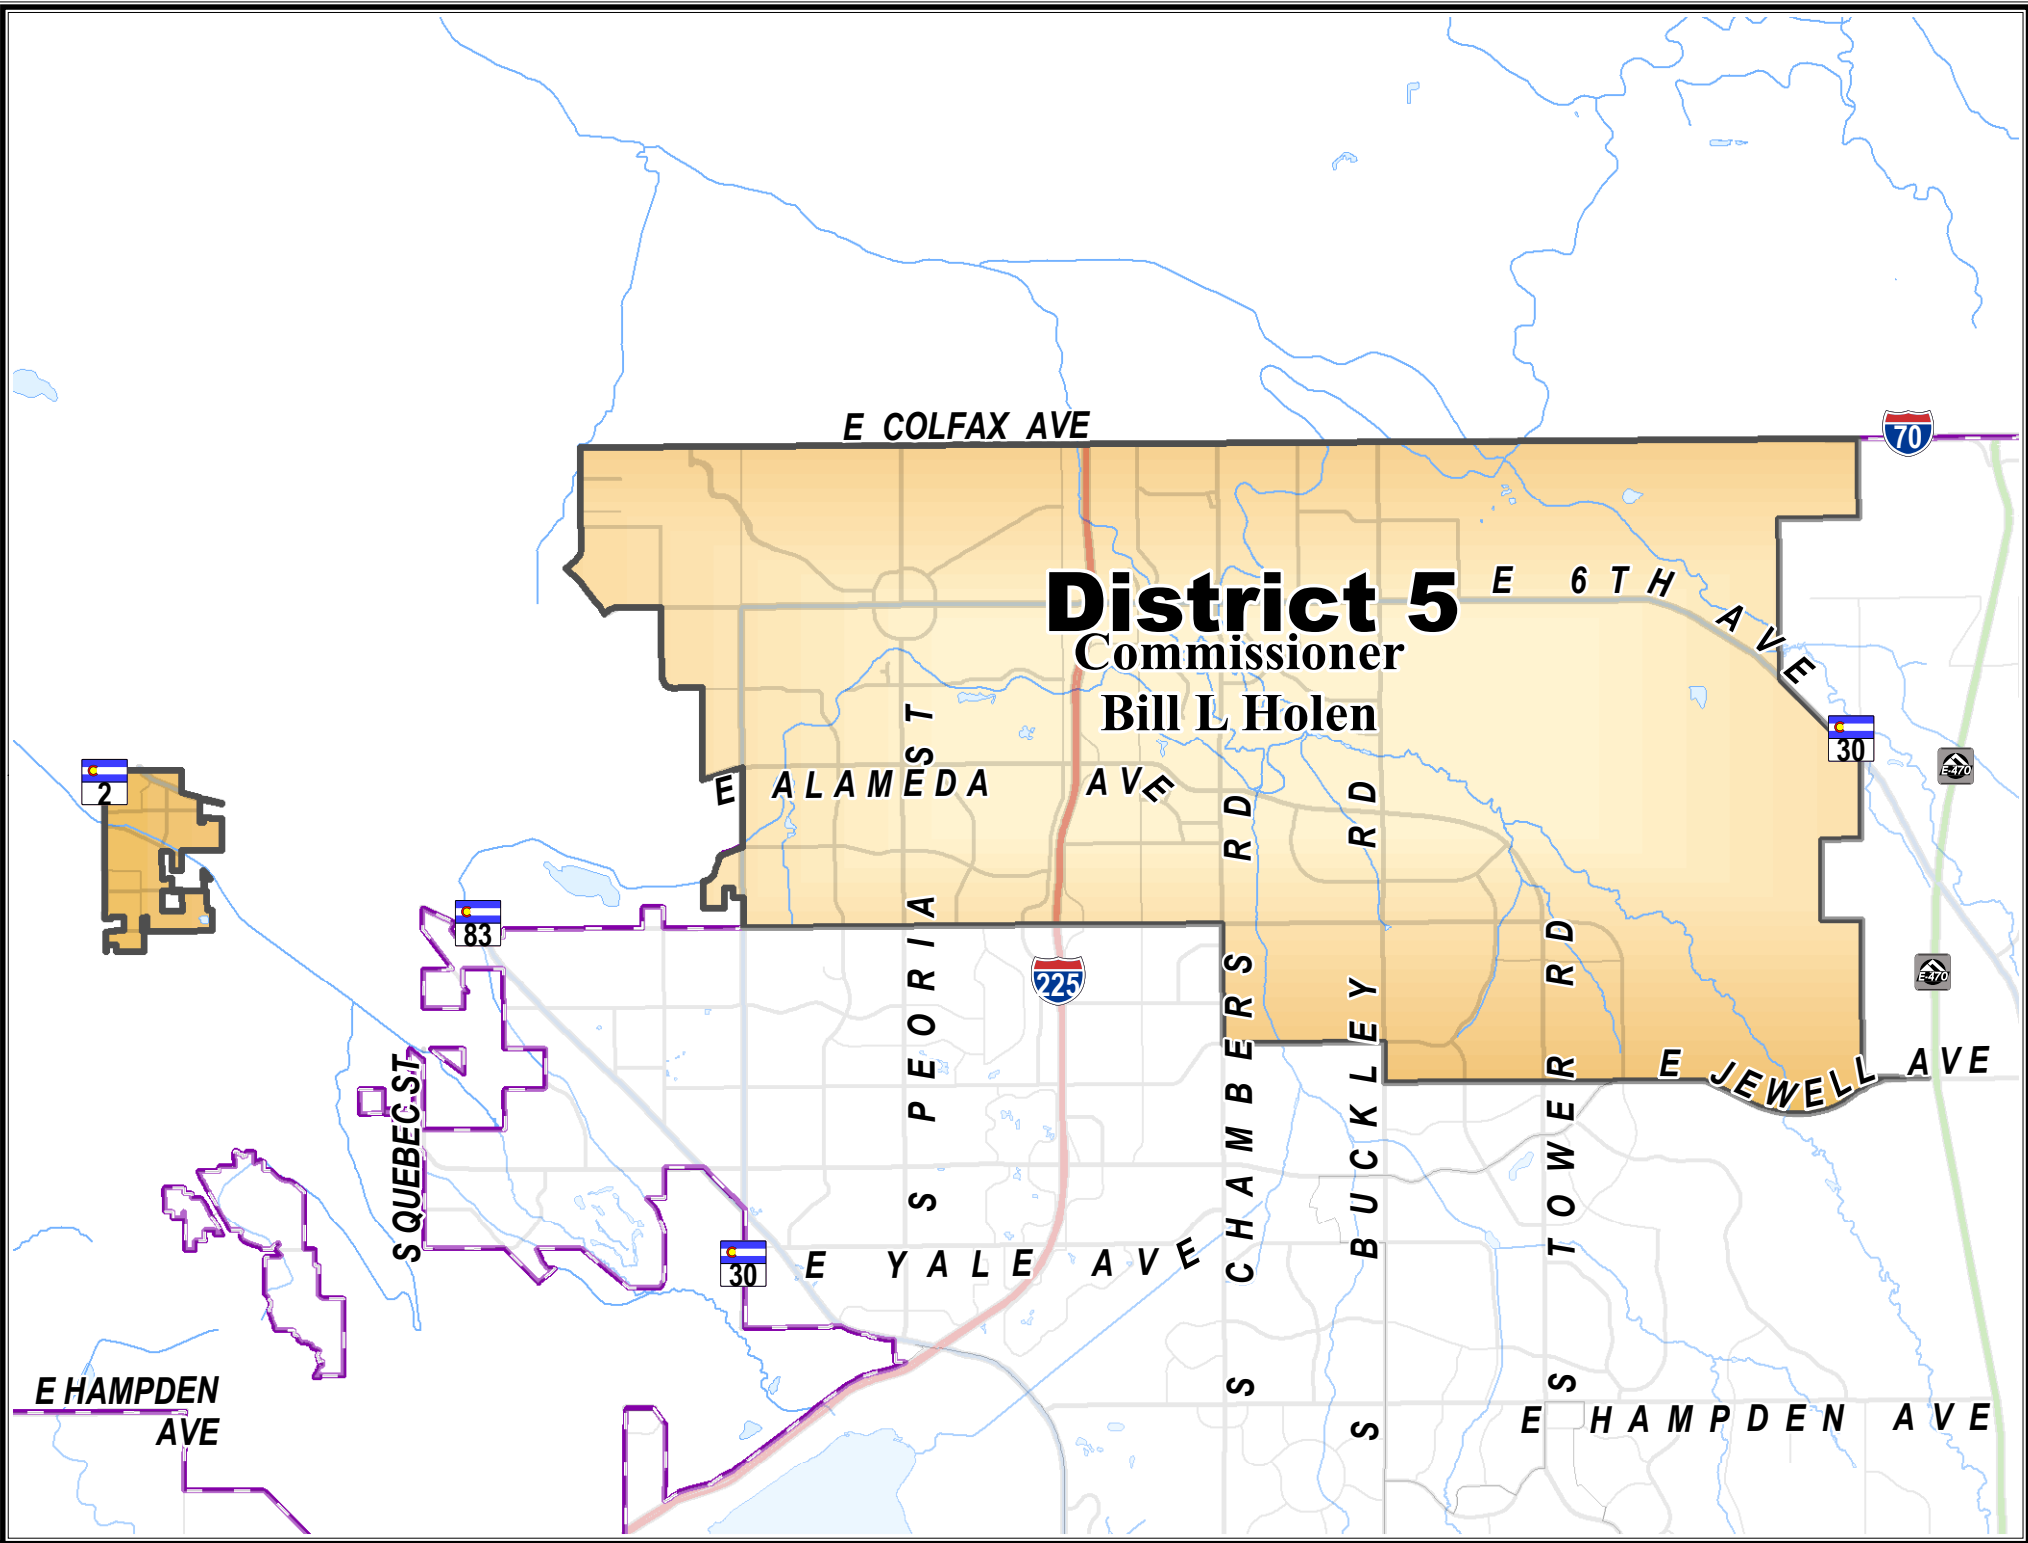 E COLFAX AVE
70
District 5
Commissioner
Bill L Holen
E 6TH AVE
30
E-470
2
E ALAMEDA AVE
83
225
E-470
S PEORIA ST
S CHAMBERS RD
S BUCKLEY RD
S TOWER RD
E JEWELL AVE
S QUEBEC ST
30
E YALE AVE
E HAMPDEN
AVE
E HAMPDEN AVE